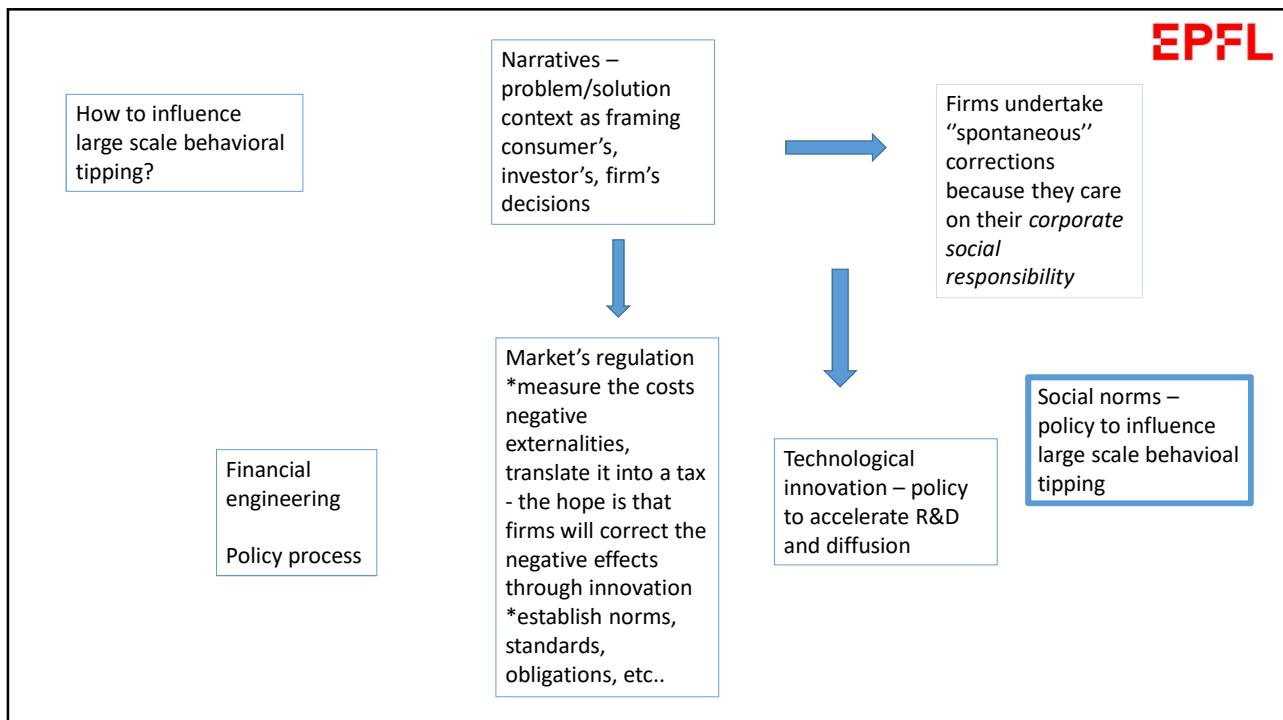 EPFL
How to influence
large scale behavioral
tipping?
Narratives –
problem/solution
context as framing
consumer’s,
investor’s, firm’s
decisions
Firms undertake
‘’spontaneous’’
corrections
because they care
on their corporate
social
responsibility
Financial
engineering
Policy process
Market’s regulation
*measure the costs
negative
externalities,
translate it into a tax
- the hope is that
firms will correct the
negative effects
through innovation
*establish norms,
standards,
obligations, etc..
Technological
innovation – policy
to accelerate R&D
and diffusion
Social norms –
policy to influence
large scale behavioal
tipping